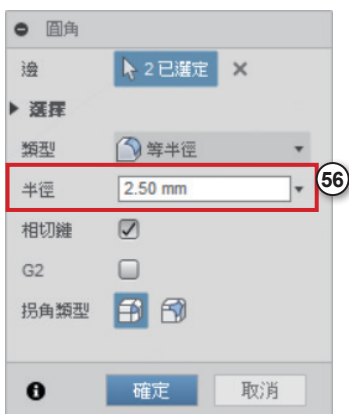 圓角
邊 2 已選定
選擇
類型 等半徑
半徑 2.50 mm
56
相切鏈
G2
拐角類型
確定 取消